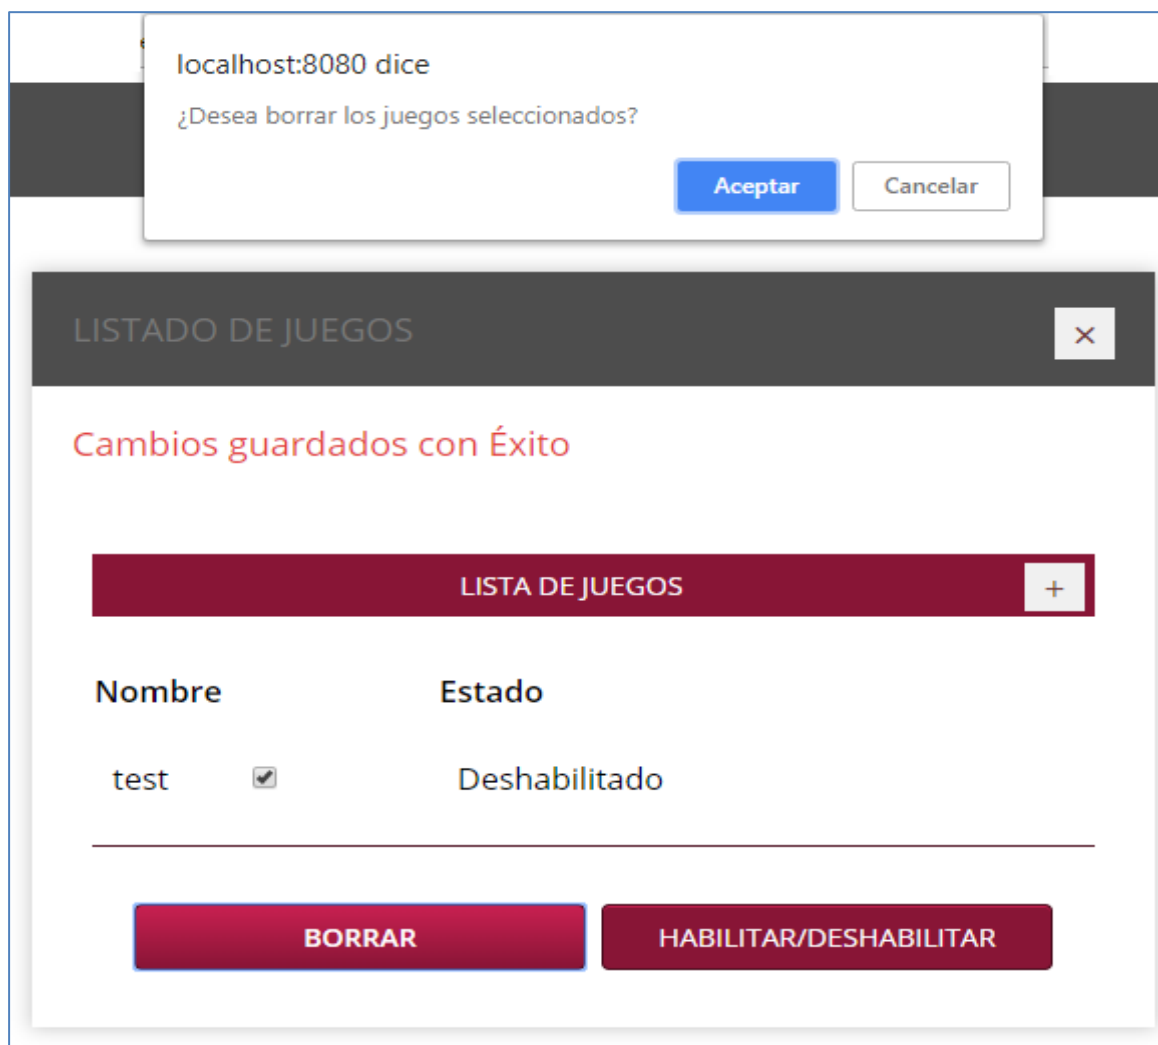 localhost:8080 dice
¿Desea borrar los juegos seleccionados?
Aceptar Cancelar
LISTADO DE JUEGOS ×
Cambios guardados con Éxito
LISTA DE JUEGOS +
Nombre Estado
test Deshabilitado
BORRAR HABILITAR/DESHABILITAR